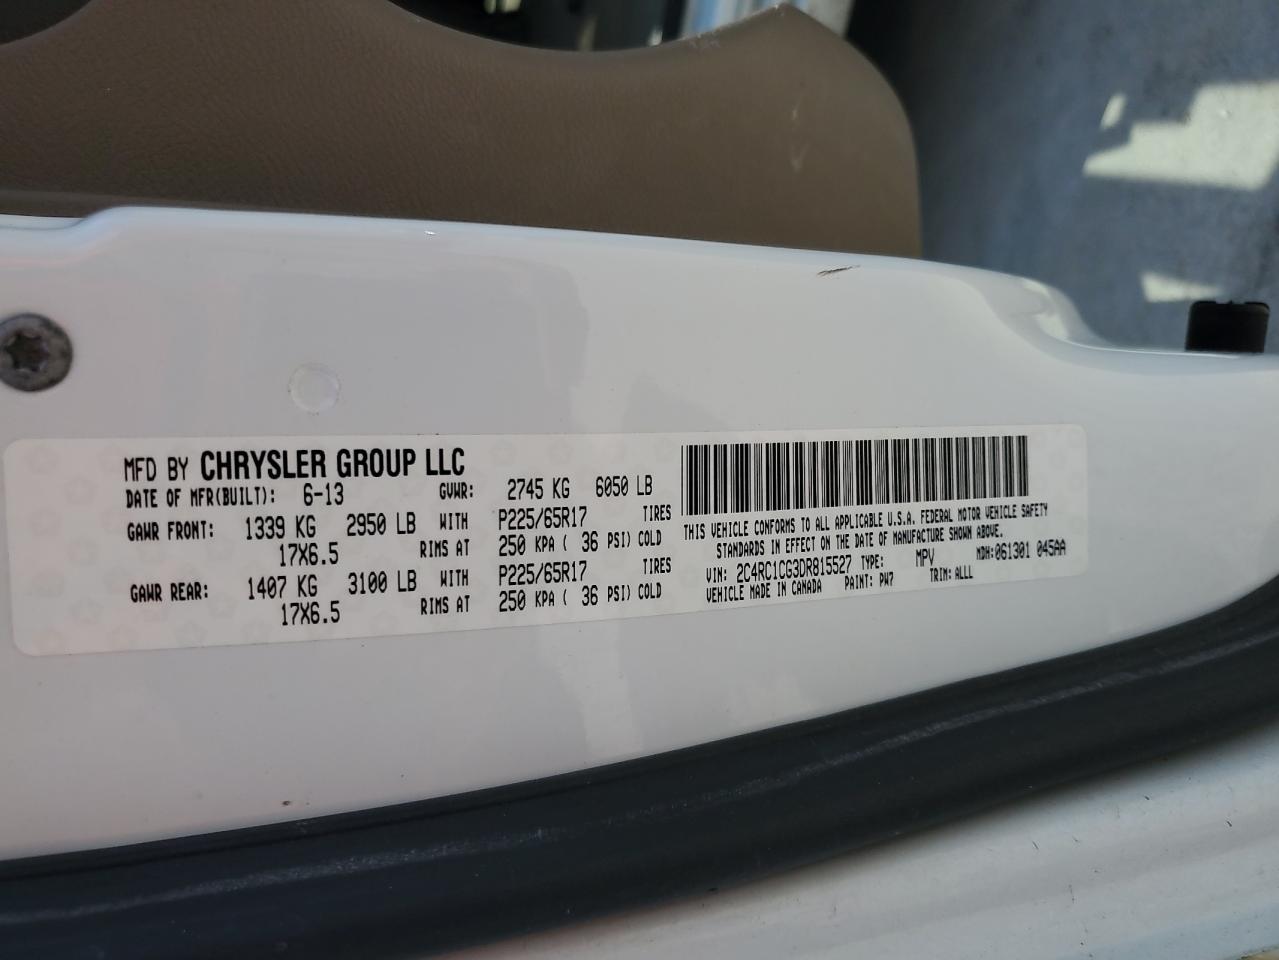 MFD BY CHRYSLER GROUP LLC
DATE OF MFR(BUILT): 6-13 GVWR: 2745 KG 6050 LB
GAWR FRONT: 1339 KG 2950 LB WITH P225/65R17 TIRES
17X6.5 RIMS AT 250 KPA ( 36 PSI) COLD
GAWR REAR: 1407 KG 3100 LB WITH P225/65R17 TIRES
17X6.5 RIMS AT 250 KPA ( 36 PSI) COLD
THIS VEHICLE CONFORMS TO ALL APPLICABLE U.S.A. FEDERAL MOTOR VEHICLE SAFETY
STANDARDS IN EFFECT ON THE DATE OF MANUFACTURE SHOWN ABOVE.
VIN: 2C4RC1CG3DR815527 TYPE: MPV MDH:061301 045AA
VEHICLE MADE IN CANADA PAINT: PW7 TRIM: ALLL